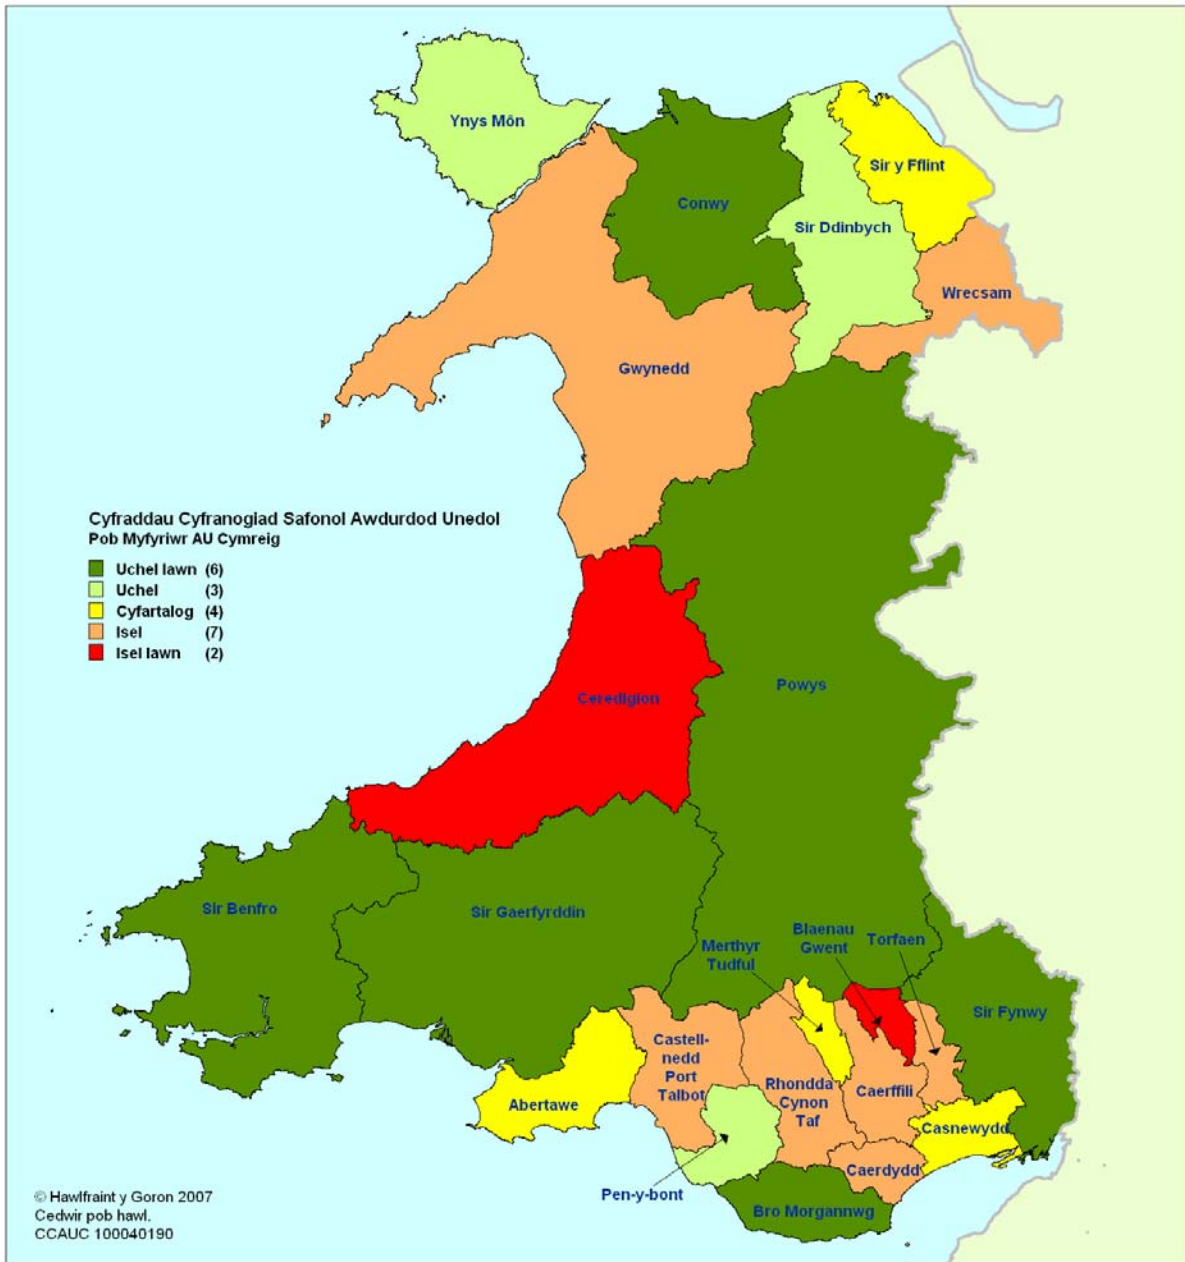 Ynys Môn
Conwy
Sir y Fflint
Sir Ddinbych
Wrecsam
Gwynedd
Cyfraddau Cyfranogiad Safonol Awdurdod Unedol
Pob Myfyriwr AU Cymreig
Uchel Iawn (6)
Uchel (3)
Cyfartalog (4)
Isel (7)
Isel Iawn (2)
Ceredigion
Powys
Sir Benfro
Sir Gaerfyrddin
Merthyr
Tudful
Blaenau
Gwent
Torfaen
Sir Fynwy
Castell-
nedd
Port
Talbot
Rhondda
Cynon
Taf
Caerffili
Abertawe
Casnewydd
Caerdydd
Pen-y-bont
Bro Morgannwg
© Hawlfraint y Goron 2007
Cedwir pob hawl.
CCAUC 100040190